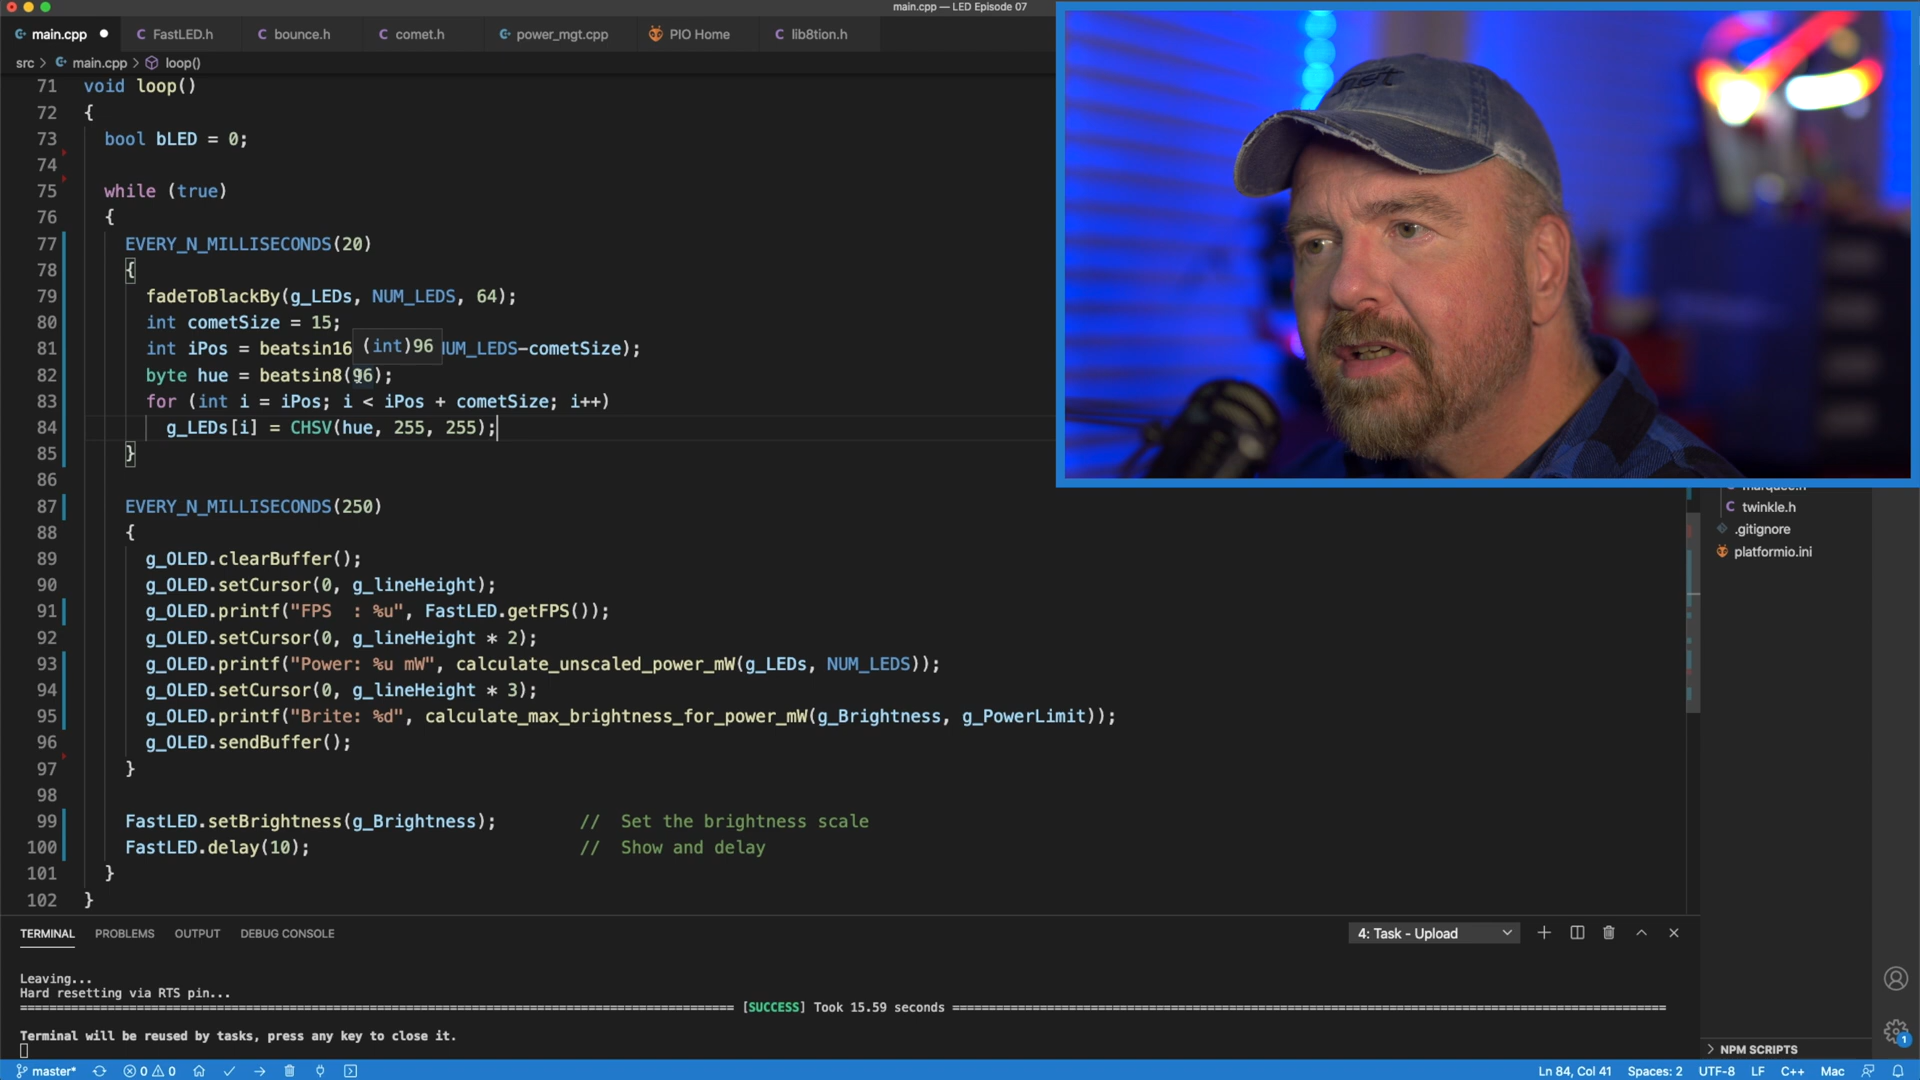 main.cpp — LED Episode 07
main.cpp FastLED.h bounce.h comet.h power_mgt.cpp PIO Home lib8tion.h
src > main.cpp > loop()
71 void loop()
72 {
73 bool bLED = 0;
74
75 while (true)
76 {
77 EVERY_N_MILLISECONDS(20)
78 {
79 fadeToBlackBy(g_LEDs, NUM_LEDS, 64);
80 int cometSize = 15;
81 int iPos = beatsin16 (int)96 NUM_LEDS-cometSize);
82 byte hue = beatsin8(96);
83 for (int i = iPos; i < iPos + cometSize; i++)
84 g_LEDs[i] = CHSV(hue, 255, 255);
85 }
86
87 EVERY_N_MILLISECONDS(250)
88 {
89 g_OLED.clearBuffer();
90 g_OLED.setCursor(0, g_lineHeight);
91 g_OLED.printf("FPS  : %u", FastLED.getFPS());
92 g_OLED.setCursor(0, g_lineHeight * 2);
93 g_OLED.printf("Power: %u mW", calculate_unscaled_power_mW(g_LEDs, NUM_LEDS));
94 g_OLED.setCursor(0, g_lineHeight * 3);
95 g_OLED.printf("Brite: %d", calculate_max_brightness_for_power_mW(g_Brightness, g_PowerLimit));
96 g_OLED.sendBuffer();
97 }
98
99 FastLED.setBrightness(g_Brightness); // Set the brightness scale
100 FastLED.delay(10); // Show and delay
101 }
102 }
marquee.h
twinkle.h
.gitignore
platformio.ini
TERMINAL PROBLEMS OUTPUT DEBUG CONSOLE 4: Task - Upload
Leaving...
Hard resetting via RTS pin...
[SUCCESS] Took 15.59 seconds
Terminal will be reused by tasks, press any key to close it.
NPM SCRIPTS
1
master* 0 0 Ln 84, Col 41 Spaces: 2 UTF-8 LF C++ Mac